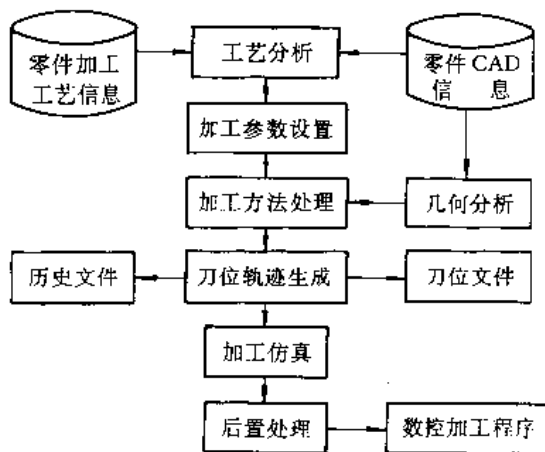 零件加工
工艺信息
工艺分析
零件 CAD
信 息
加工参数设置
加工方法处理
几何分析
历史文件
刀位轨迹生成
刀位文件
加工仿真
后置处理
数控加工程序